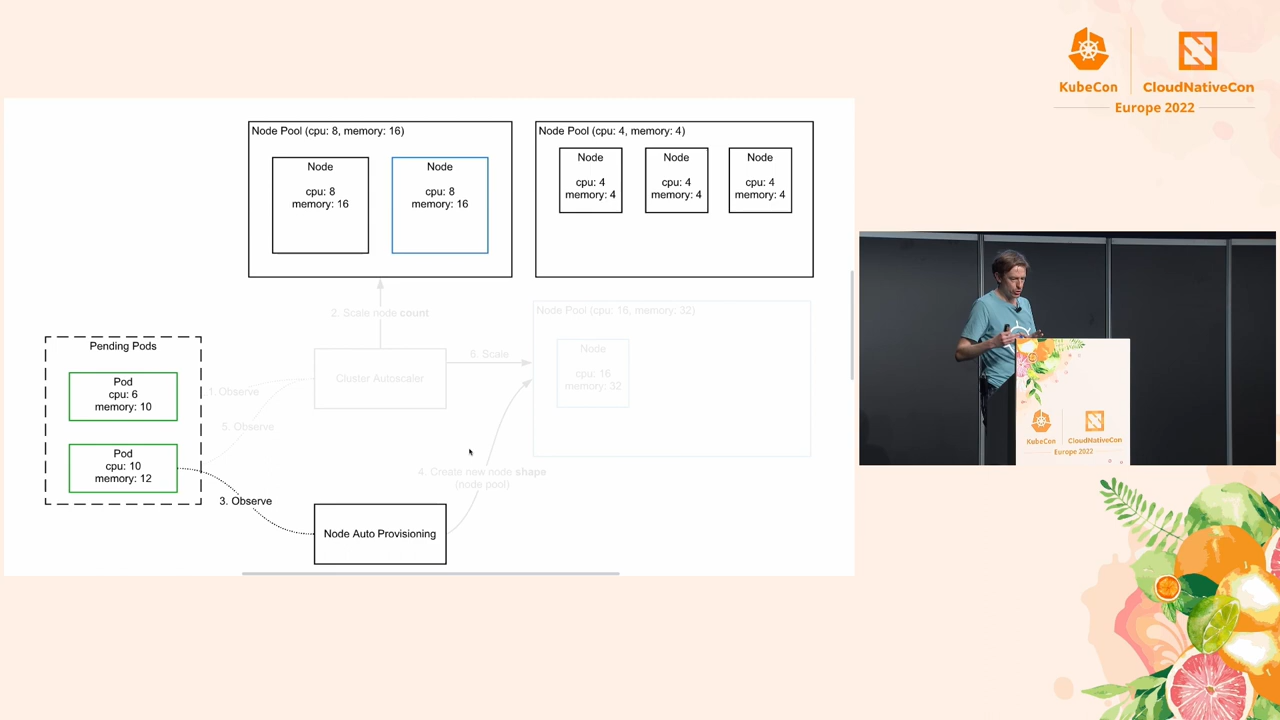 KubeCon
CloudNativeCon
Europe 2022
Node Pool (cpu: 8, memory: 16)
Node
cpu: 8
memory: 16
Node
cpu: 8
memory: 16
Node Pool (cpu: 4, memory: 4)
Node
cpu: 4
memory: 4
Node
cpu: 4
memory: 4
Node
cpu: 4
memory: 4
2. Scale node count
Node Pool (cpu: 16, memory: 32)
Node
cpu: 16
memory: 32
Pending Pods
Pod
cpu: 6
memory: 10
Pod
cpu: 10
memory: 12
1. Observe
5. Observe
3. Observe
Cluster Autoscaler
6. Scale
4. Create new node shape
(node pool)
Node Auto Provisioning
KubeCon
CloudNativeCon
Europe 2022